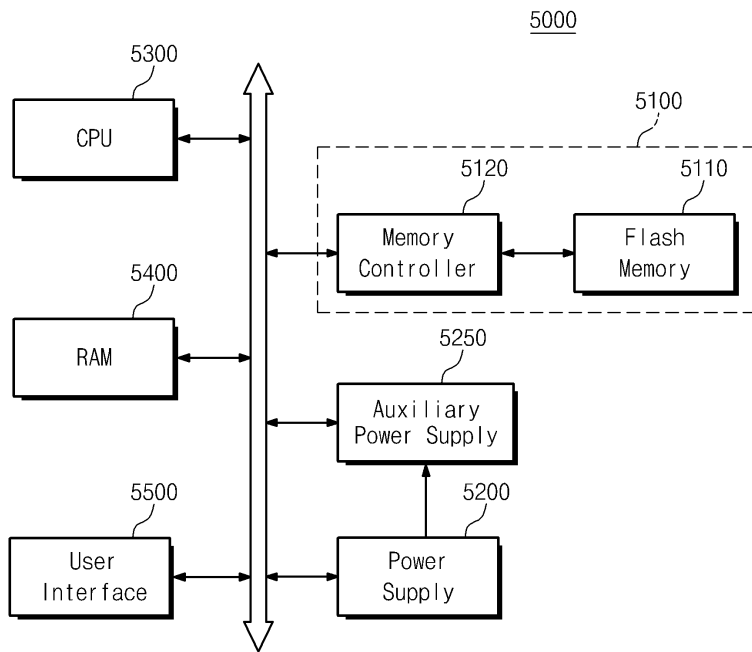 5000
5300
CPU
5100
5120
5110
Memory
Controller
Flash
Memory
5400
RAM
5250
Auxiliary
Power Supply
5500
User
Interface
5200
Power
Supply